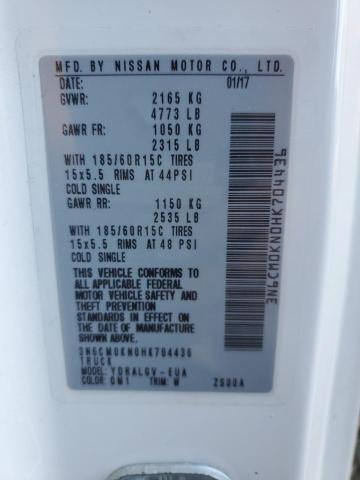 MFD. BY NISSAN MOTOR CO., LTD.
DATE: 01/17
GVWR: 2165 KG
4773 LB
GAWR FR: 1050 KG
2315 LB
WITH 185/60R15C TIRES
15x5.5 RIMS AT 44PSI
COLD SINGLE
GAWR RR: 1150 KG
2535 LB
WITH 185/60R15C TIRES
15x5.5 RIMS AT 48 PSI
COLD SINGLE
THIS VEHICLE CONFORMS TO
ALL APPLICABLE FEDERAL
MOTOR VEHICLE SAFETY AND
THEFT PREVENTION
STANDARDS IN EFFECT ON
THE DATE OF MANUFACTURE
SHOWN ABOVE.
3N6CM0KN0HK704436
TRUCK
MODEL: YDRALGV-EUA
COLOR: QM1 TRIM: W
3N6CM0KN0HK704436